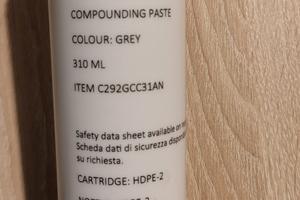 COMPOUNDING PASTE
COLOUR: GREY
310 ML
ITEM C292GCC31AN
Safety data sheet available on
Scheda dati di sicurezza
su richiesta.
CARTRIDGE: HDPE-2